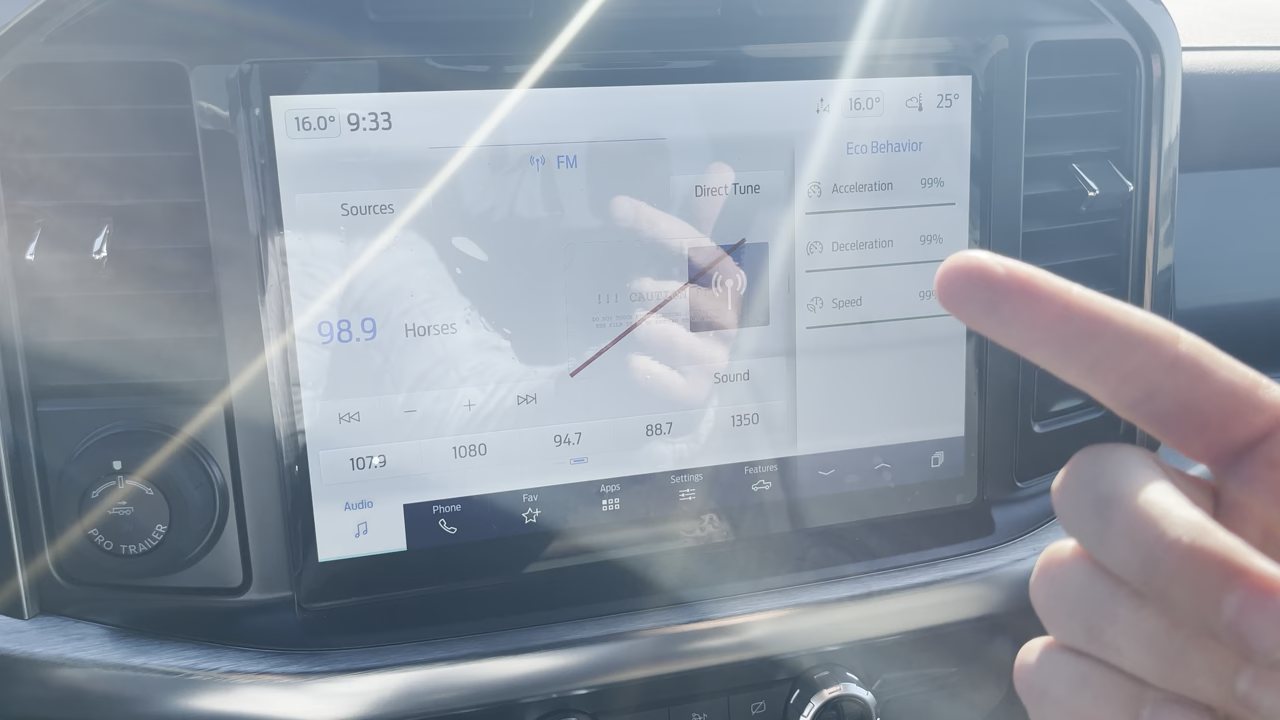 16.0° 9:33
16.0° 25°
FM
Eco Behavior
Sources
Direct Tune
Acceleration 99%
Deceleration 99%
Speed 99
!!! CAUTION
98.9 Horses
Sound
107.9 1080 94.7 88.7 1350
Audio
Phone
Fav
Apps
Settings
Features
PRO TRAILER